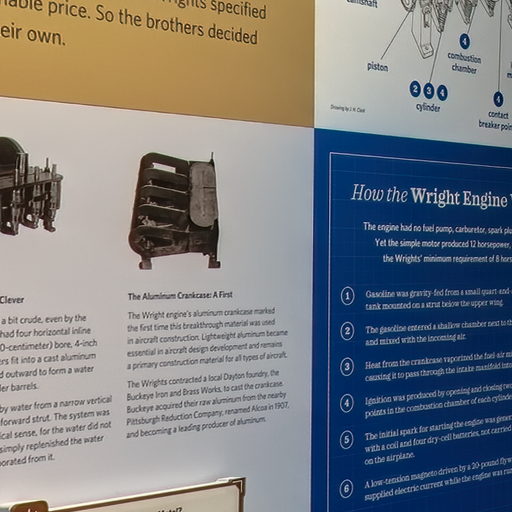 nable price. So the brothers decided
eir own.
specified
camshaft
piston
4
combustion
chamber
2 3 4
cylinder
4
contact
breaker poin
Clever
a bit crude, even by the
had four horizontal inline
0-centimeter) bore, 4-inch
rs fit into a cast aluminum
d outward to form a water
er barrels.
by water from a narrow vertical
forward strut. The system was
ical sense, for the water did not
simply replenished the water
orated from it.
The Aluminum Crankcase: A First
The Wright engine's aluminum crankcase marked
the first time this breakthrough material was used
in aircraft construction. Lightweight aluminum became
essential in aircraft design development and remains
a primary construction material for all types of aircraft.
The Wrights contracted a local Dayton foundry, the
Buckeye Iron and Brass Works, to cast the crankcase.
Buckeye acquired their raw aluminum from the nearby
Pittsburgh Reduction Company, renamed Alcoa in 1907,
and becoming a leading producer of aluminum.
How the Wright Engine
The engine had no fuel pump, carburetor, spark plu
Yet the simple motor produced 12 horsepower,
the Wrights' minimum requirement of 8 hors
1 Gasoline was gravity-fed from a small quart-and-
tank mounted on a strut below the upper wing.
2 The gasoline entered a shallow chamber next to th
and mixed with the incoming air.
3 Heat from the crankcase vaporized the fuel-air mi
causing it to pass through the intake manifold into
4 Ignition was produced by opening and closing two
points in the combustion chamber of each cylinder
5 The initial spark for starting the engine was gener
with a coil and four dry-cell batteries, not carried
on the airplane.
6 A low-tension magneto driven by a 20-pound flyw
supplied electric current while the engine was run